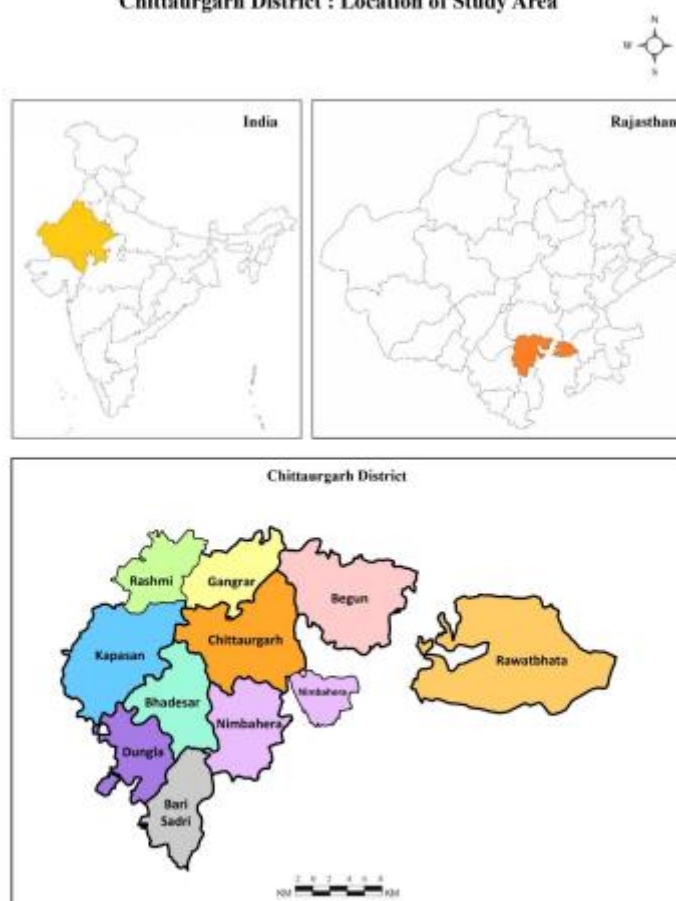 Chittaurgarh District : Location of Study Area
N
W
S
India
Rajasthan
Chittaurgarh District
Rashmi
Gangrar
Begun
Chittaurgarh
Kapasan
Rawatbhata
Nimbahera
Bhadesar
Nimbahera
Dungla
Bari
Sadri
KM
KM